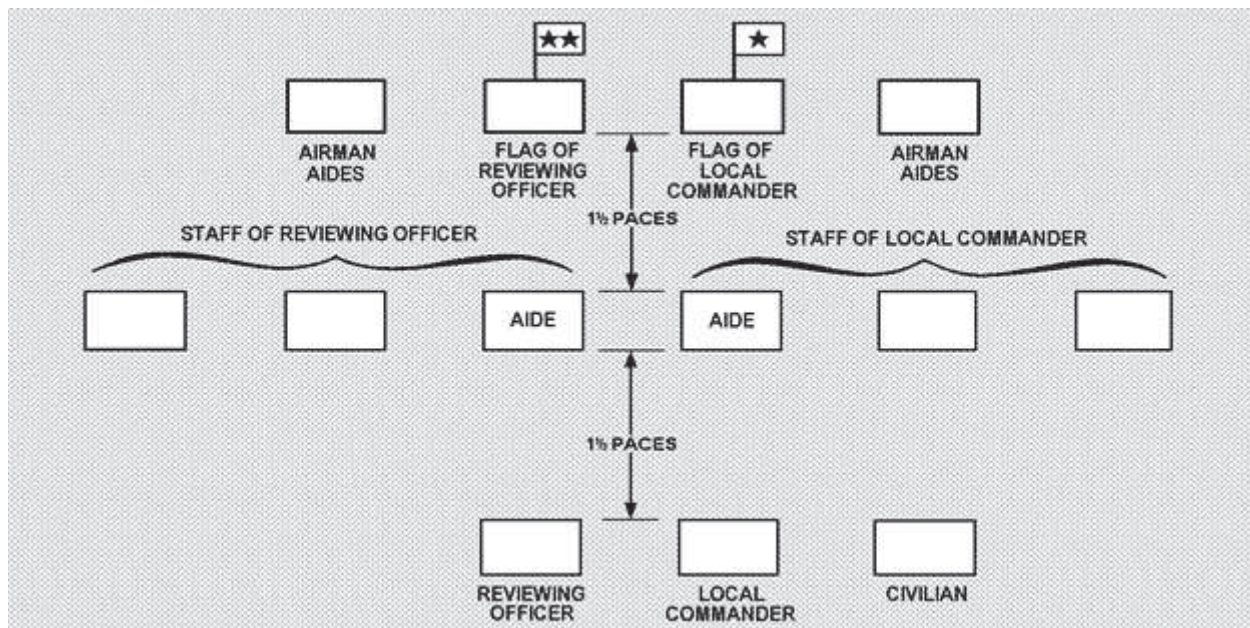 AIRMAN
AIDES
FLAG OF
REVIEWING
OFFICER
FLAG OF
LOCAL
COMMANDER
AIRMAN
AIDES
1½ PACES
STAFF OF REVIEWING OFFICER
STAFF OF LOCAL COMMANDER
AIDE
AIDE
1½ PACES
REVIEWING
OFFICER
LOCAL
COMMANDER
CIVILIAN